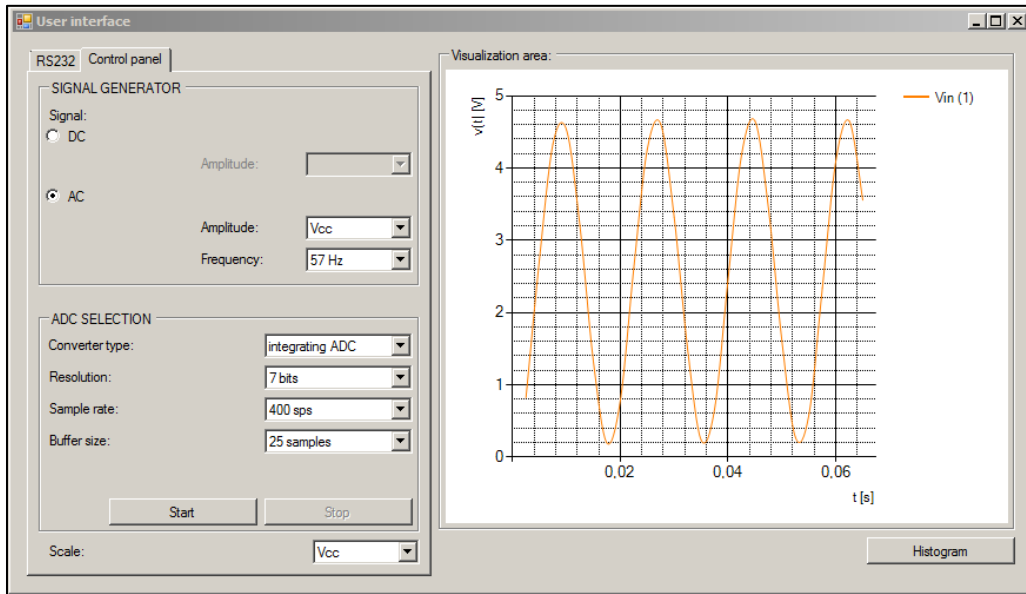 User interface
RS232 Control panel
SIGNAL GENERATOR
Signal:
DC
Amplitude:
AC
Amplitude: Vcc
Frequency: 57 Hz
ADC SELECTION
Converter type: integrating ADC
Resolution: 7 bits
Sample rate: 400 sps
Buffer size: 25 samples
Start Stop
Scale: Vcc
Visualization area:
v(t) [V]
5
4
3
2
1
0
0,02 0,04 0,06
t [s]
Vin (1)
Histogram